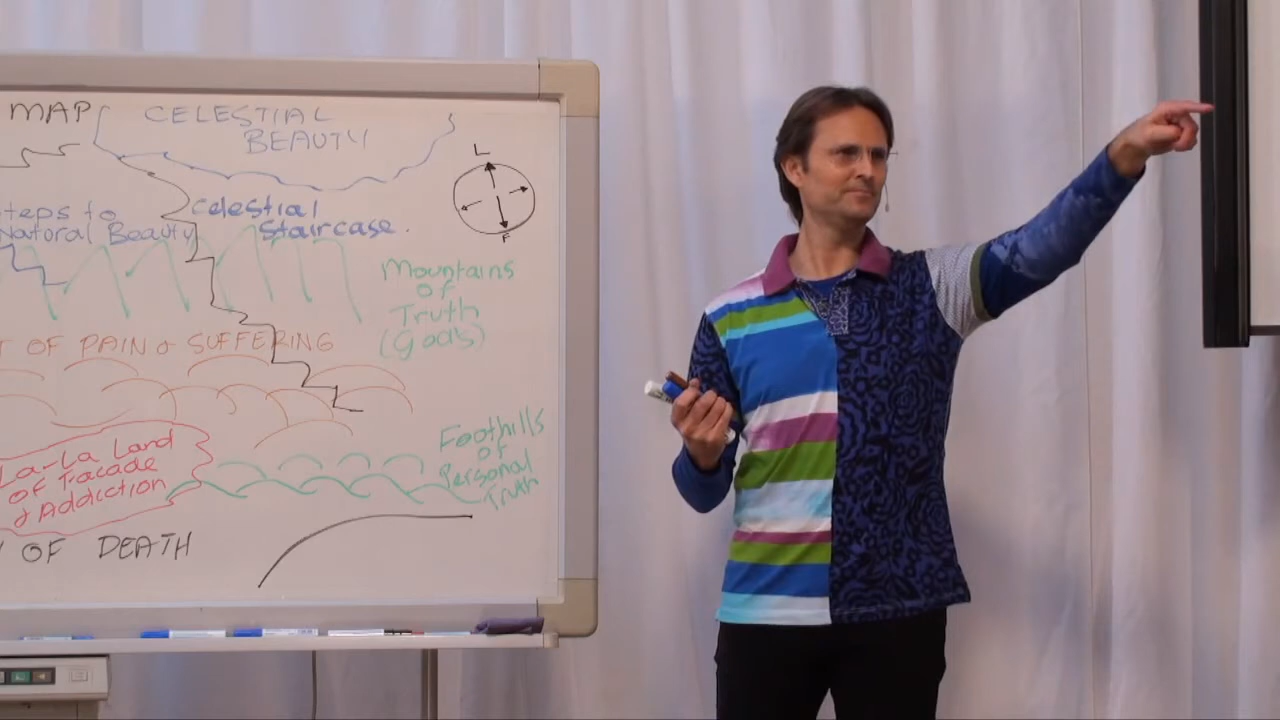 MAP
CELESTIAL
BEAUTY
L
F
Steps to
Natural Beauty
Celestial
Staircase.
Mountains
of
Truth
(God's)
OF PAIN & SUFFERING
La-La Land
of Facade
& Addiction
Foothills
of
Personal
Truth
OF DEATH